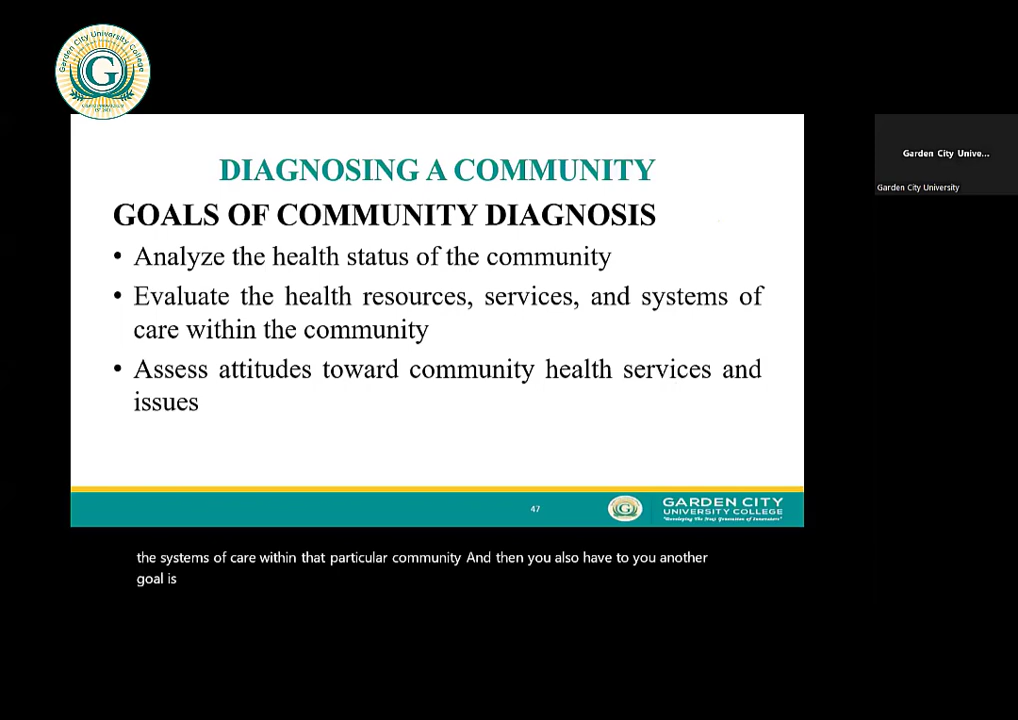 Garden City University College
G
DIAGNOSING A COMMUNITY
GOALS OF COMMUNITY DIAGNOSIS
• Analyze the health status of the community
• Evaluate the health resources, services, and systems of
care within the community
• Assess attitudes toward community health services and
issues
47
GARDEN CITY
UNIVERSITY COLLEGE
"Developing The Next Generation of Innovators"
Garden City Unive...
Garden City University
the systems of care within that particular community And then you also have to you another
goal is